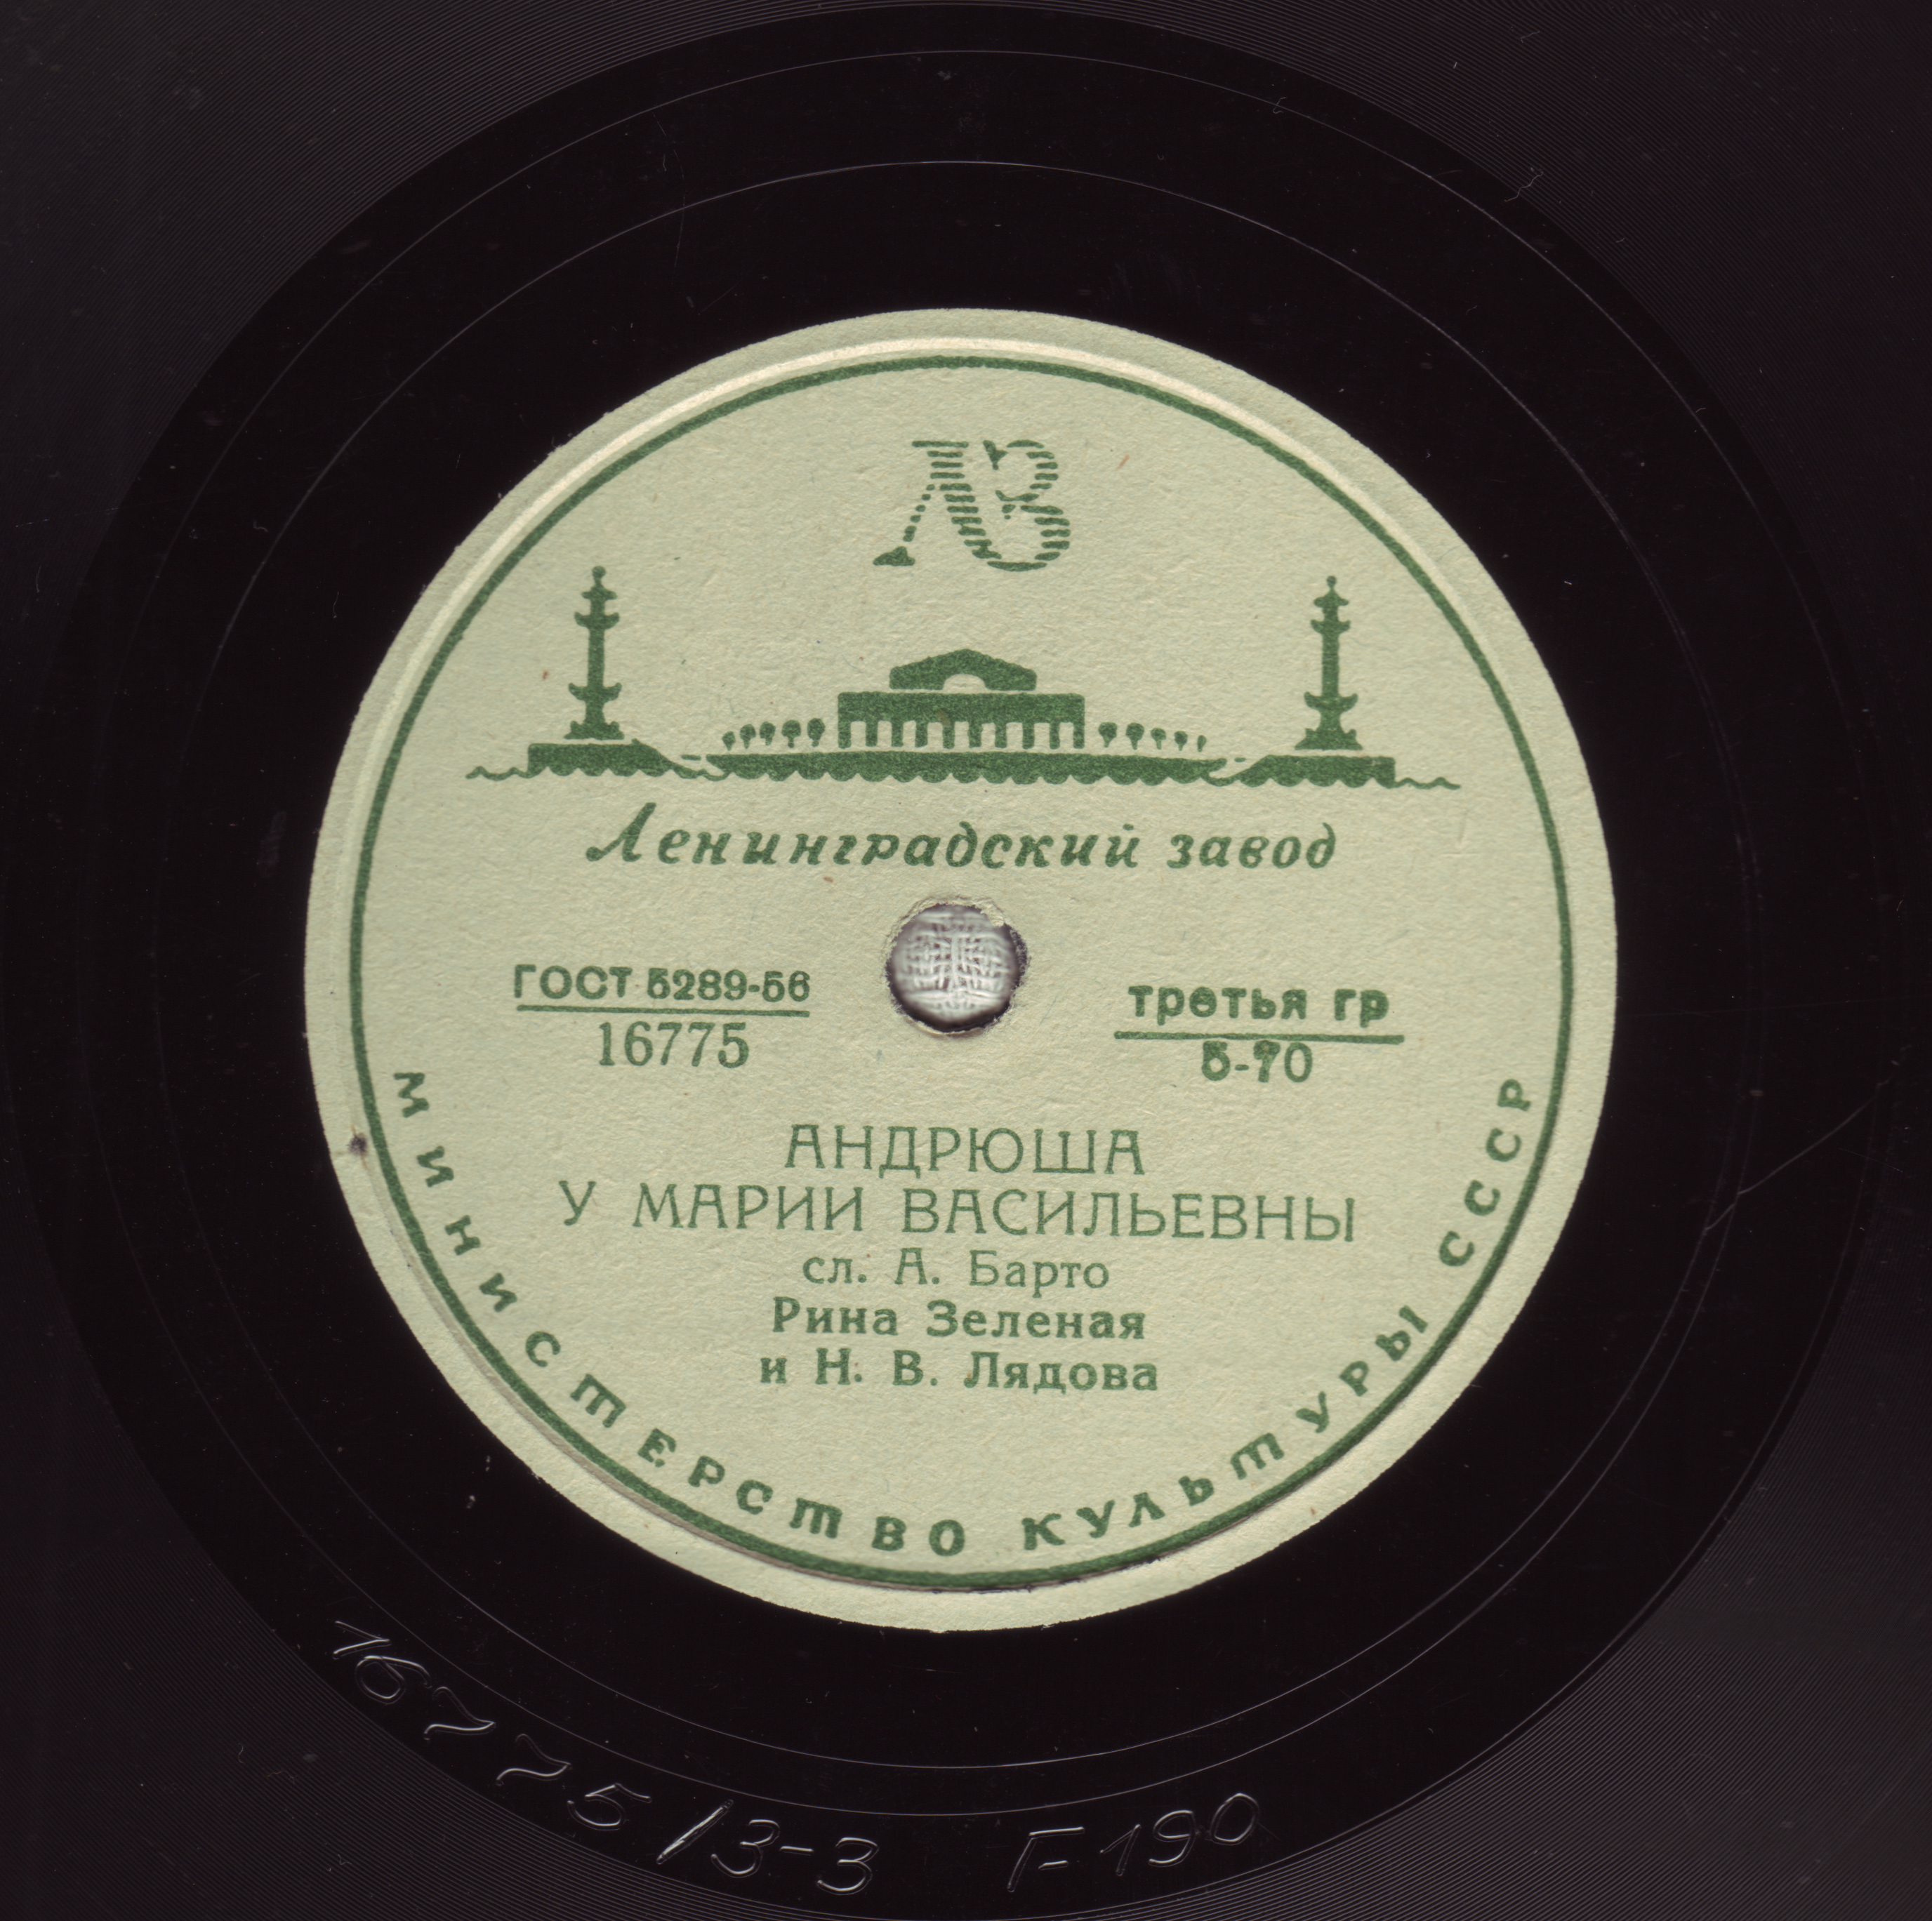 ЛЗ
Ленинградский завод
ГОСТ 5289-56
16775
третья гр
5-70
АНДРЮША
У МАРИИ ВАСИЛЬЕВНЫ
сл. А. Барто
Рина Зеленая
и Н. В. Лядова
МИНИСТЕРСТВО КУЛЬТУРЫ СССР
16775/3-3 F190